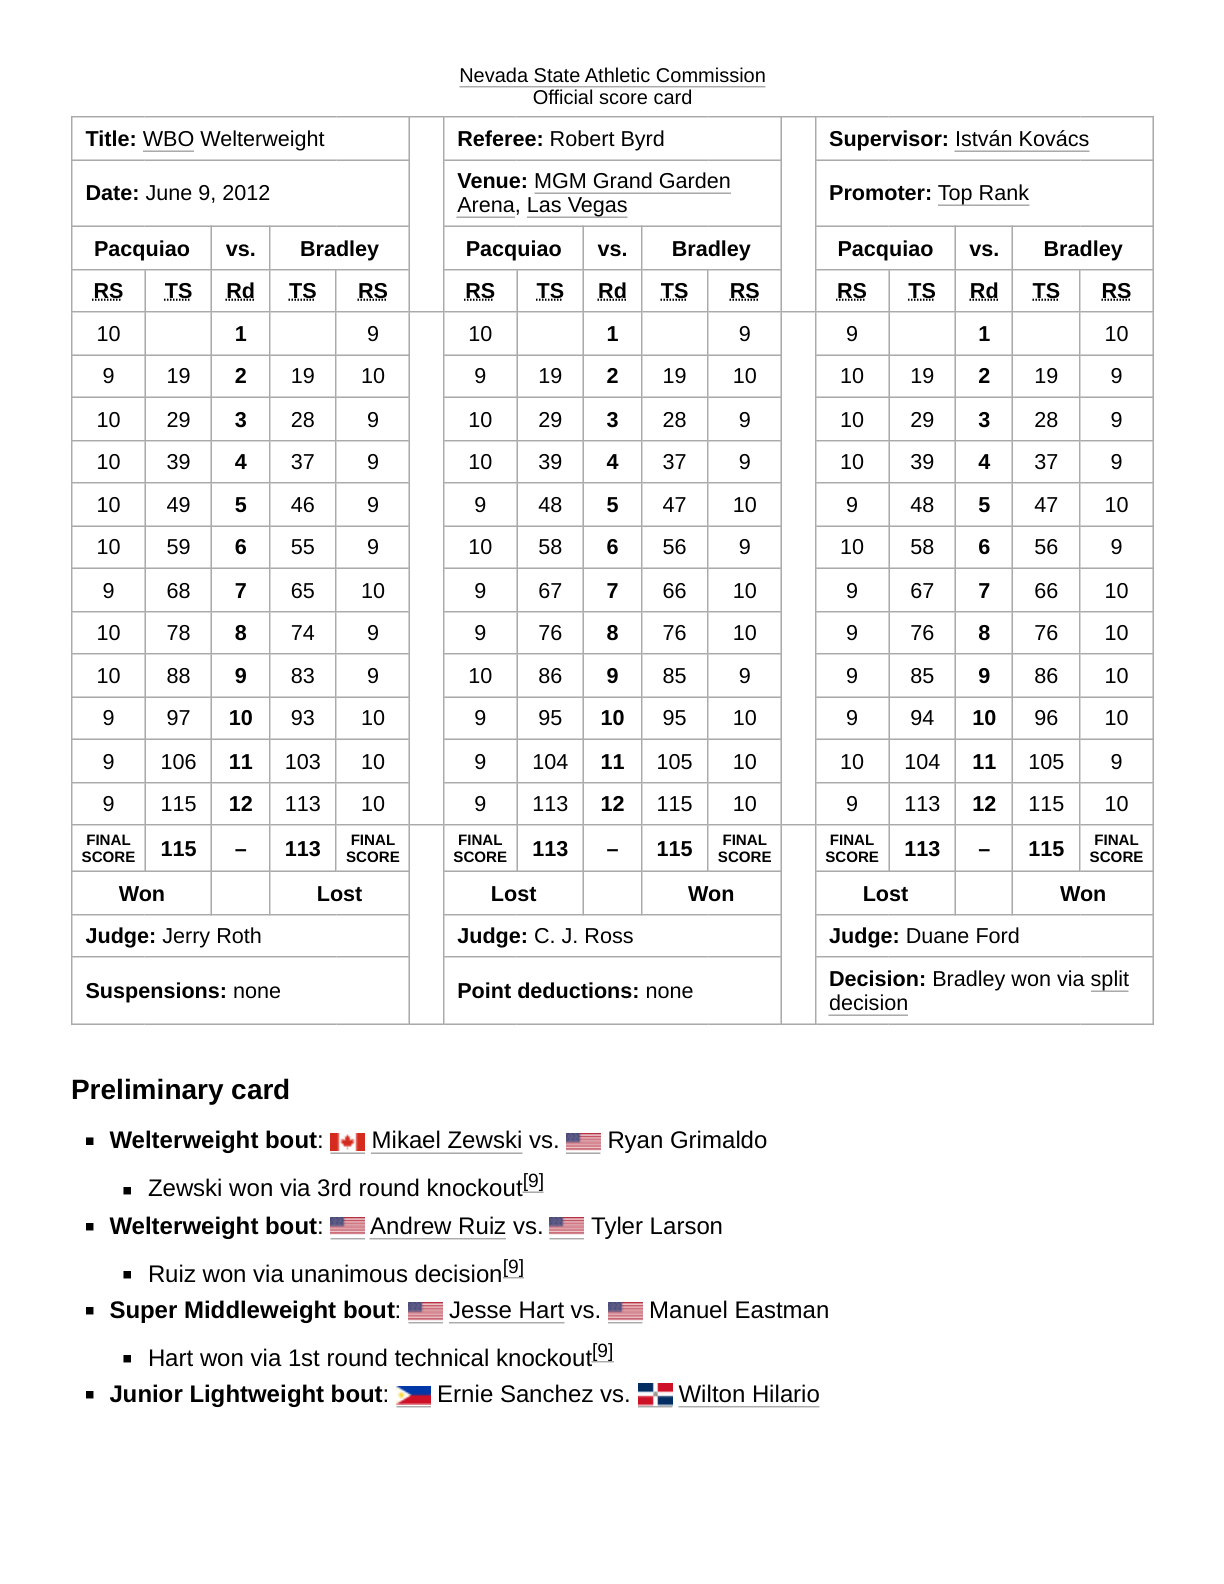 Nevada State Athletic Commission
Official score card
Title: WBO Welterweight Referee: Robert Byrd Supervisor: István Kovács
Date: June 9, 2012 Venue: MGM Grand Garden Arena, Las Vegas Promoter: Top Rank
Pacquiao vs. Bradley Pacquiao vs. Bradley Pacquiao vs. Bradley
RS TS Rd TS RS RS TS Rd TS RS RS TS Rd TS RS
10 1 9 10 1 9 9 1 10
9 19 2 19 10 9 19 2 19 10 10 19 2 19 9
10 29 3 28 9 10 29 3 28 9 10 29 3 28 9
10 39 4 37 9 10 39 4 37 9 10 39 4 37 9
10 49 5 46 9 9 48 5 47 10 9 48 5 47 10
10 59 6 55 9 10 58 6 56 9 10 58 6 56 9
9 68 7 65 10 9 67 7 66 10 9 67 7 66 10
10 78 8 74 9 9 76 8 76 10 9 76 8 76 10
10 88 9 83 9 10 86 9 85 9 9 85 9 86 10
9 97 10 93 10 9 95 10 95 10 9 94 10 96 10
9 106 11 103 10 9 104 11 105 10 10 104 11 105 9
9 115 12 113 10 9 113 12 115 10 9 113 12 115 10
FINAL SCORE 115 – 113 FINAL SCORE FINAL SCORE 113 – 115 FINAL SCORE FINAL SCORE 113 – 115 FINAL SCORE
Won Lost Lost Won Lost Won
Judge: Jerry Roth Judge: C. J. Ross Judge: Duane Ford
Suspensions: none Point deductions: none Decision: Bradley won via split decision
Preliminary card
Welterweight bout: Mikael Zewski vs. Ryan Grimaldo
Zewski won via 3rd round knockout[9]
Welterweight bout: Andrew Ruiz vs. Tyler Larson
Ruiz won via unanimous decision[9]
Super Middleweight bout: Jesse Hart vs. Manuel Eastman
Hart won via 1st round technical knockout[9]
Junior Lightweight bout: Ernie Sanchez vs. Wilton Hilario